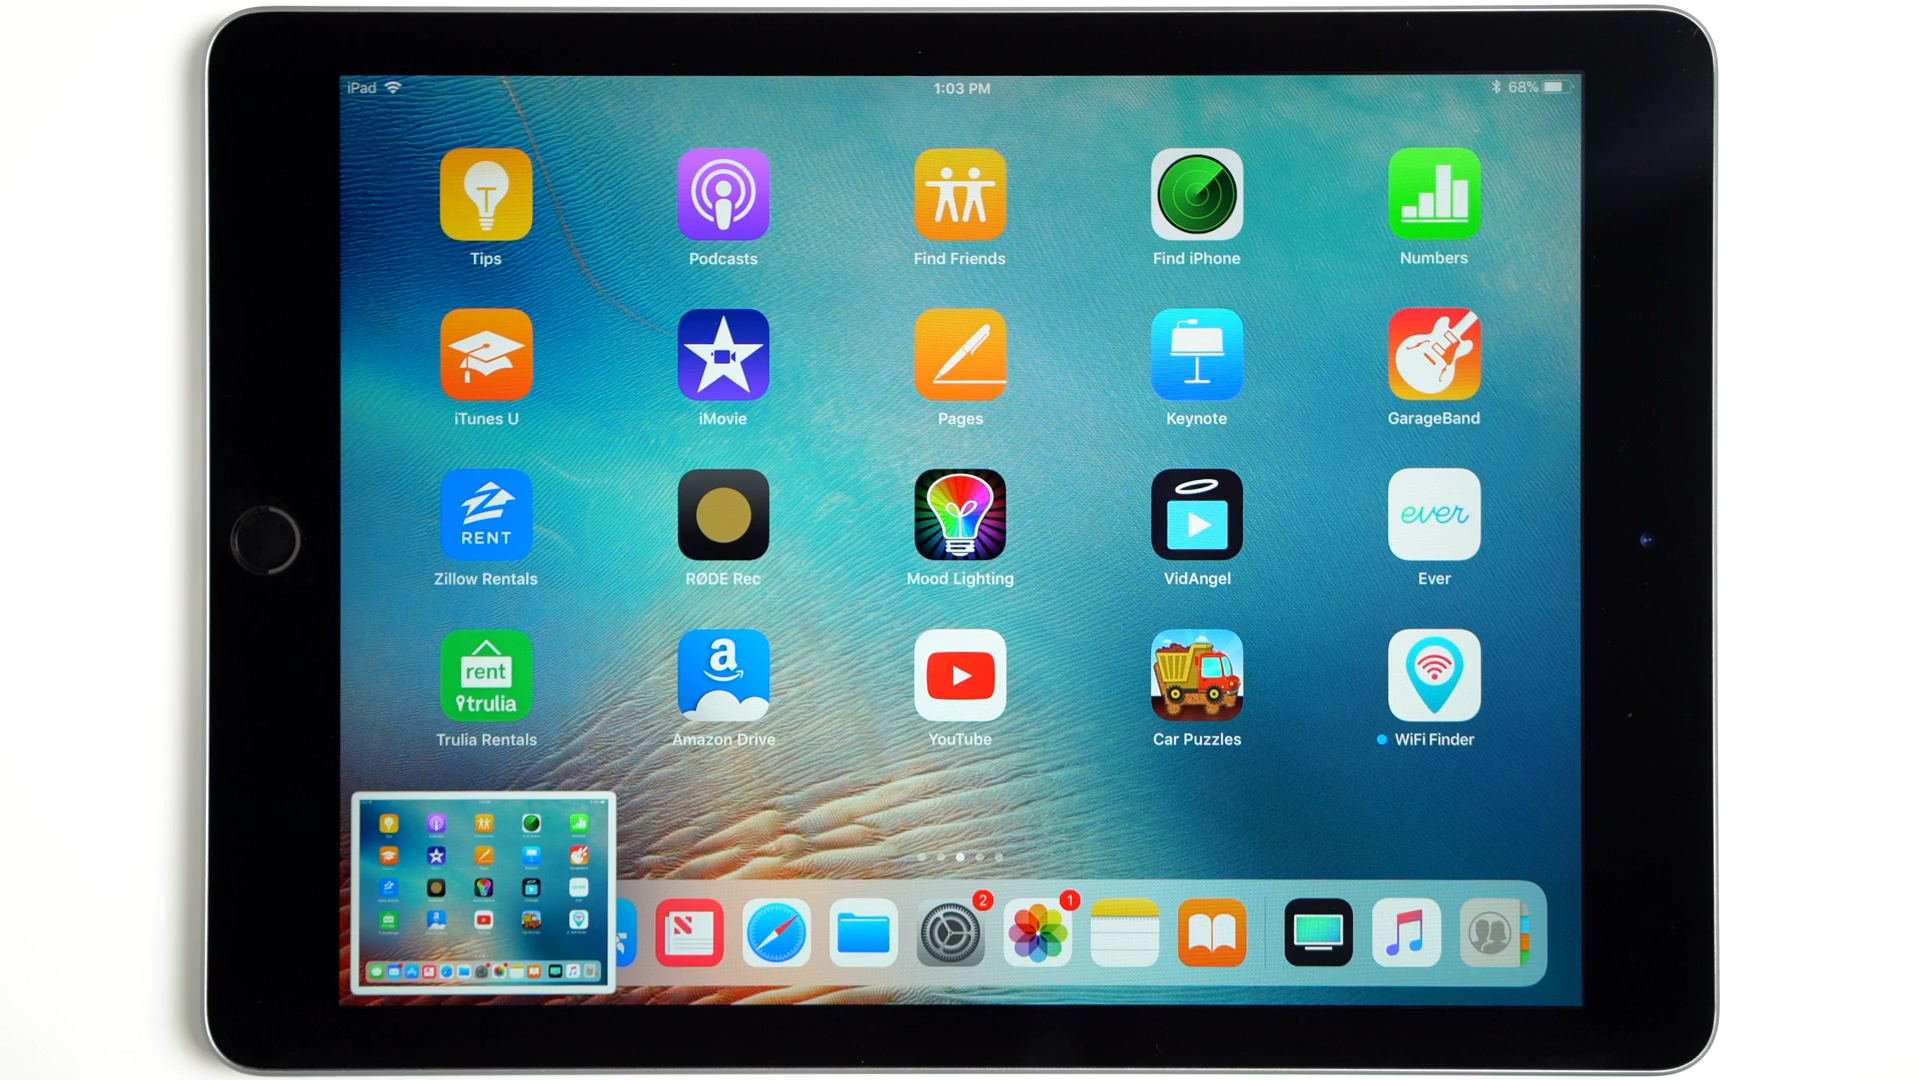 iPad
1:03 PM
68%
Tips
Podcasts
Find Friends
Find iPhone
Numbers
iTunes U
iMovie
Pages
Keynote
GarageBand
RENT
ever
Zillow Rentals
RØDE Rec
Mood Lighting
VidAngel
Ever
rent
trulia
a
Trulia Rentals
Amazon Drive
YouTube
Car Puzzles
WiFi Finder
2
1